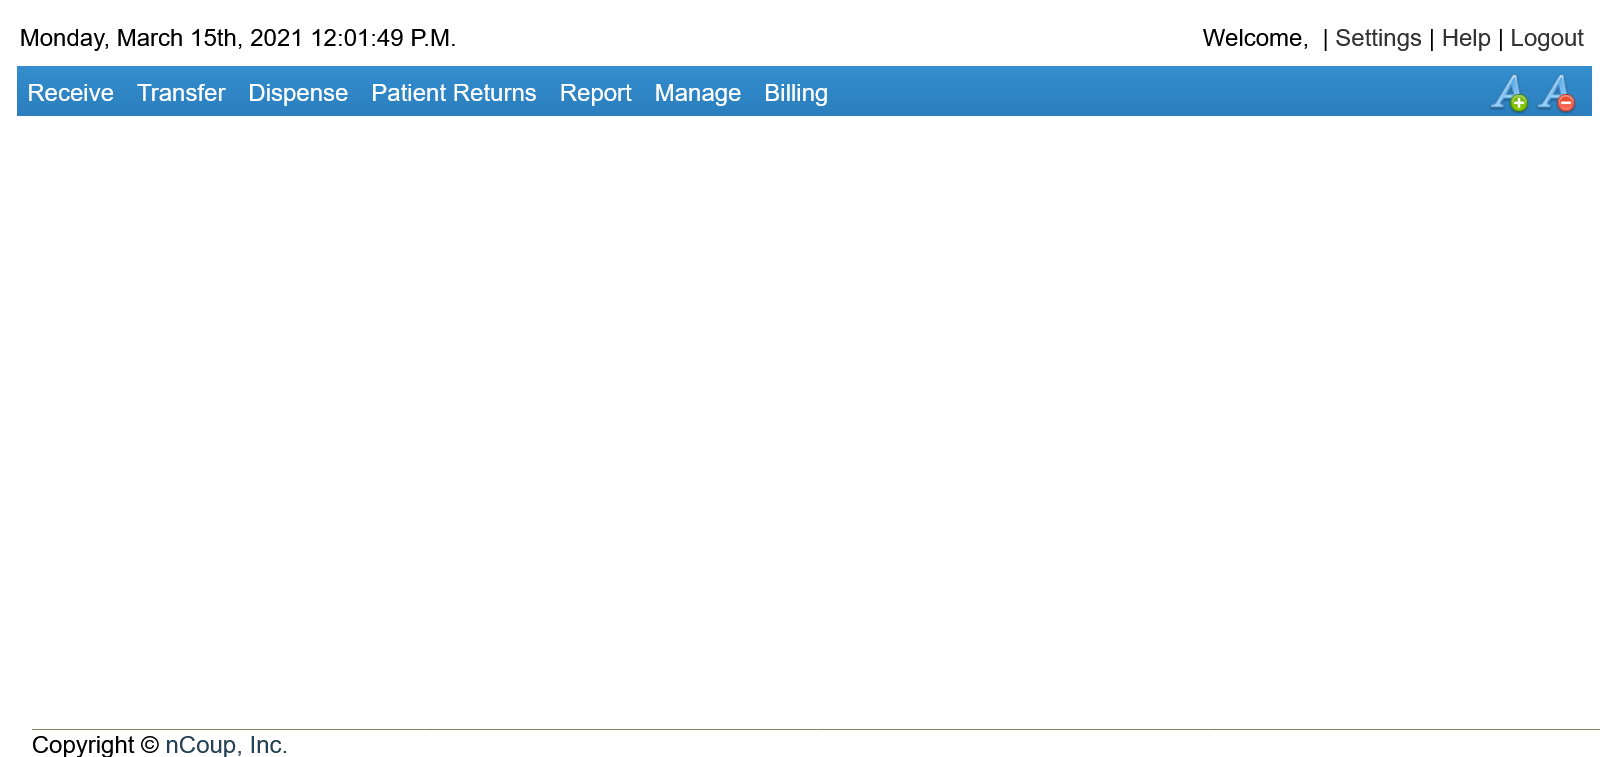 Monday, March 15th, 2021 12:01:49 P.M.
Welcome,  | Settings | Help | Logout
Receive Transfer Dispense Patient Returns Report Manage Billing
Copyright © nCoup, Inc.